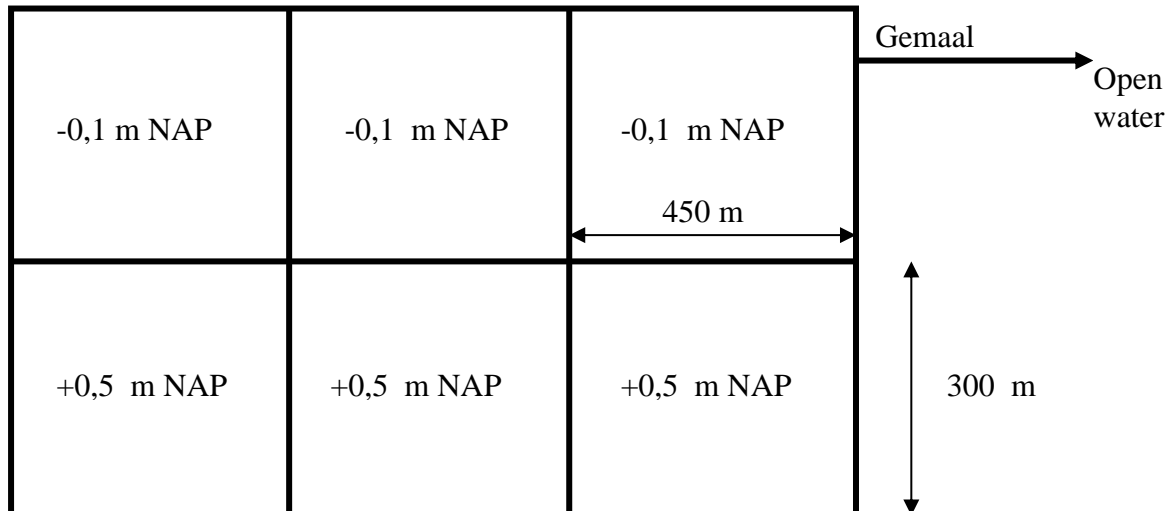 Gemaal
Open
water
-0,1 m NAP
-0,1 m NAP
-0,1 m NAP
450 m
+0,5 m NAP
+0,5 m NAP
+0,5 m NAP
300 m